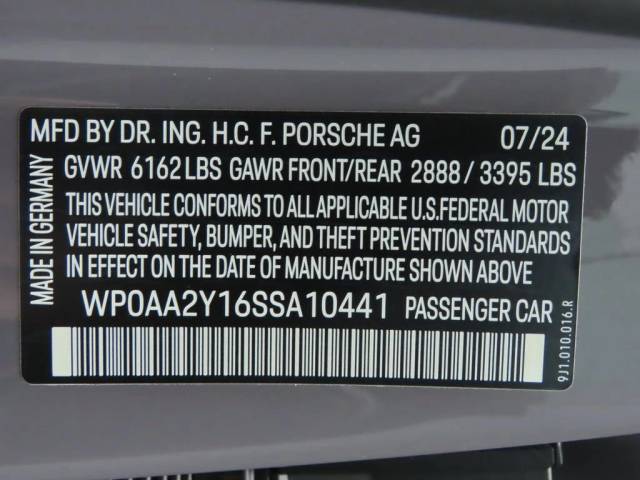 MFD BY DR. ING. H.C. F. PORSCHE AG 07/24
GVWR 6162 LBS GAWR FRONT/REAR 2888 / 3395 LBS
THIS VEHICLE CONFORMS TO ALL APPLICABLE U.S. FEDERAL MOTOR
VEHICLE SAFETY, BUMPER, AND THEFT PREVENTION STANDARDS
IN EFFECT ON THE DATE OF MANUFACTURE SHOWN ABOVE
WP0AA2Y16SSA10441 PASSENGER CAR
MADE IN GERMANY
9J1.010.016.R